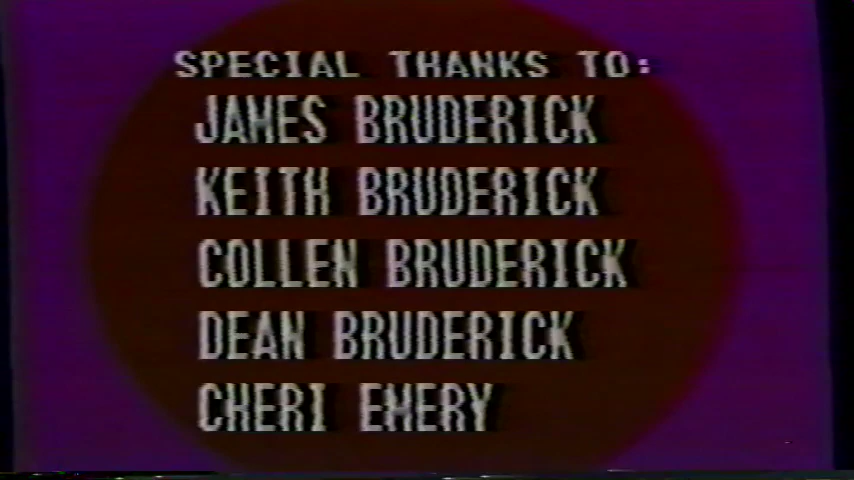 SPECIAL THANKS TO:
JAMES BRUDERICK
KEITH BRUDERICK
COLLEN BRUDERICK
DEAN BRUDERICK
CHERI EMERY